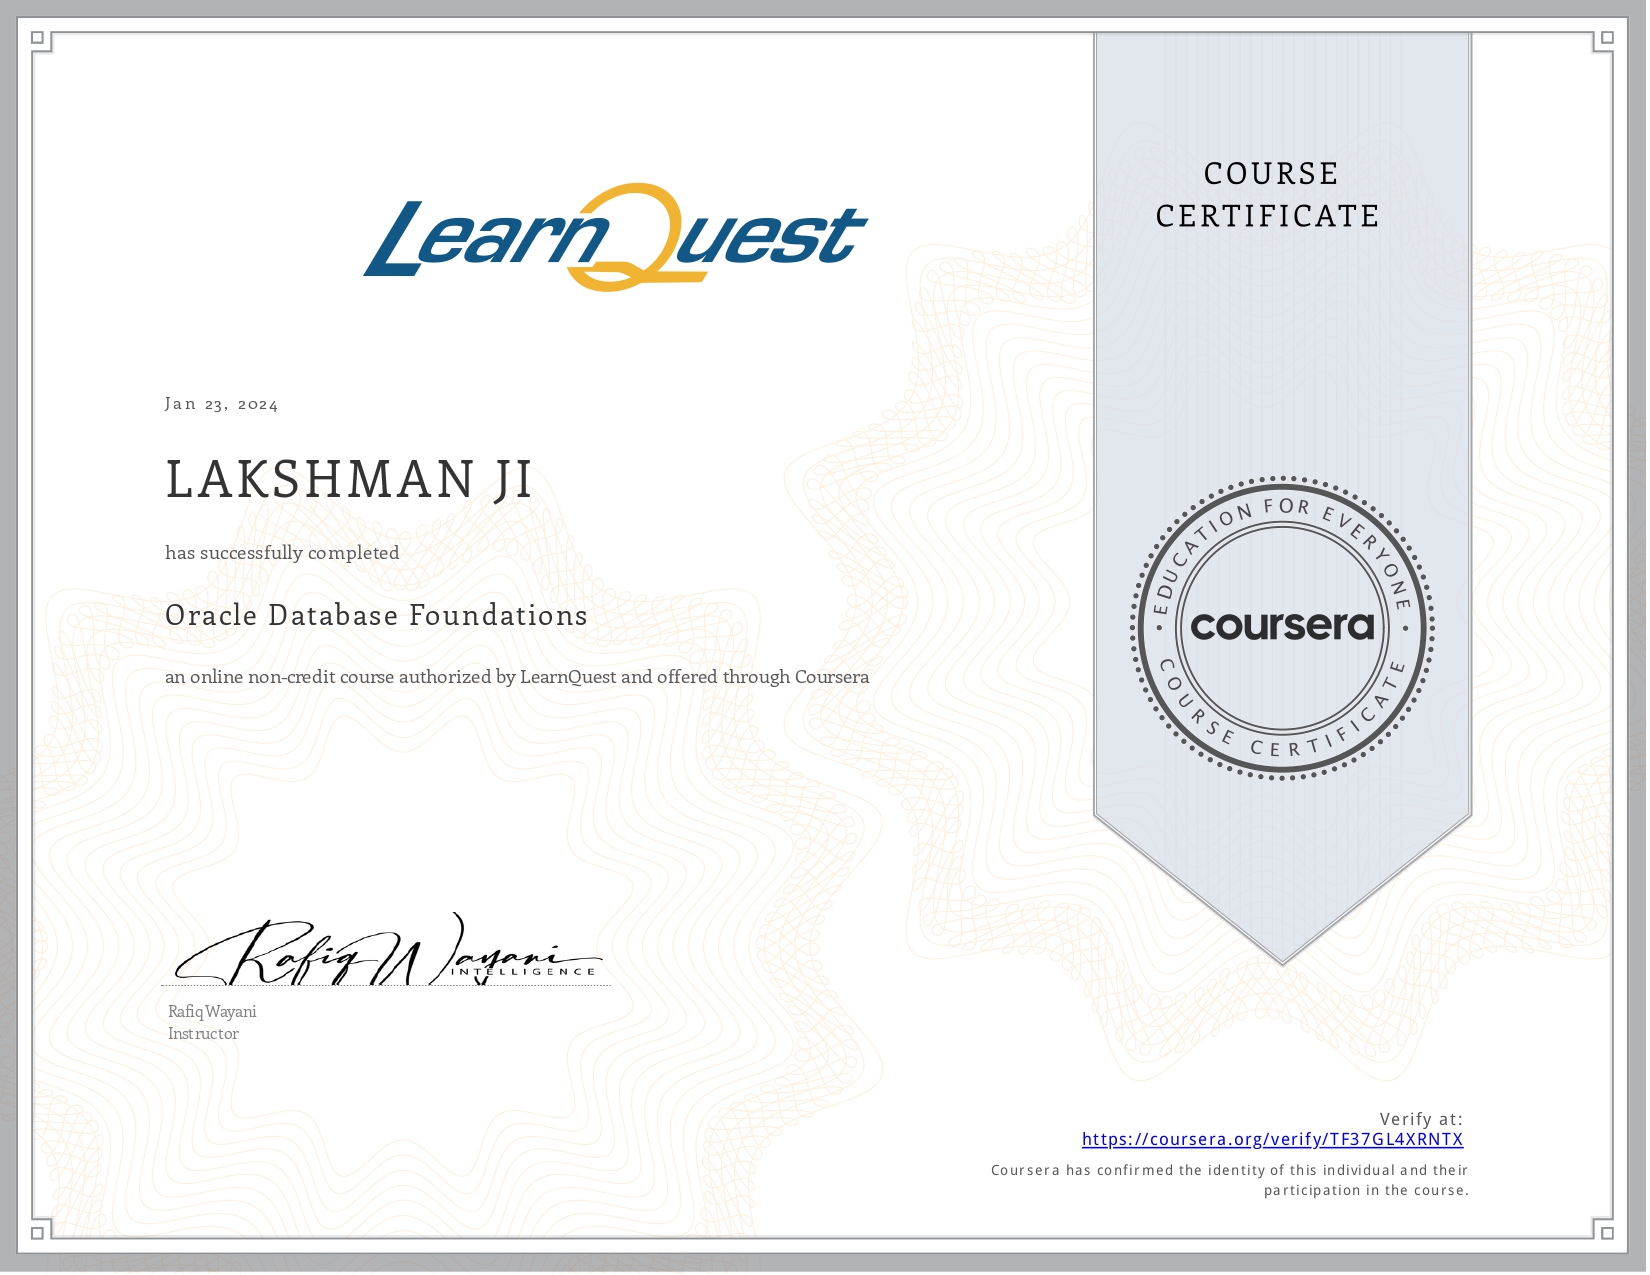 LearnQuest
COURSE
CERTIFICATE
Jan 23, 2024
LAKSHMAN JI
has successfully completed
Oracle Database Foundations
an online non-credit course authorized by LearnQuest and offered through Coursera
EDUCATION FOR EVERYONE
coursera
COURSE CERTIFICATE
Rafiq Wayani
INTELLIGENCE
Rafiq Wayani
Instructor
Verify at:
https://coursera.org/verify/TF37GL4XRNTX
Coursera has confirmed the identity of this individual and their
participation in the course.